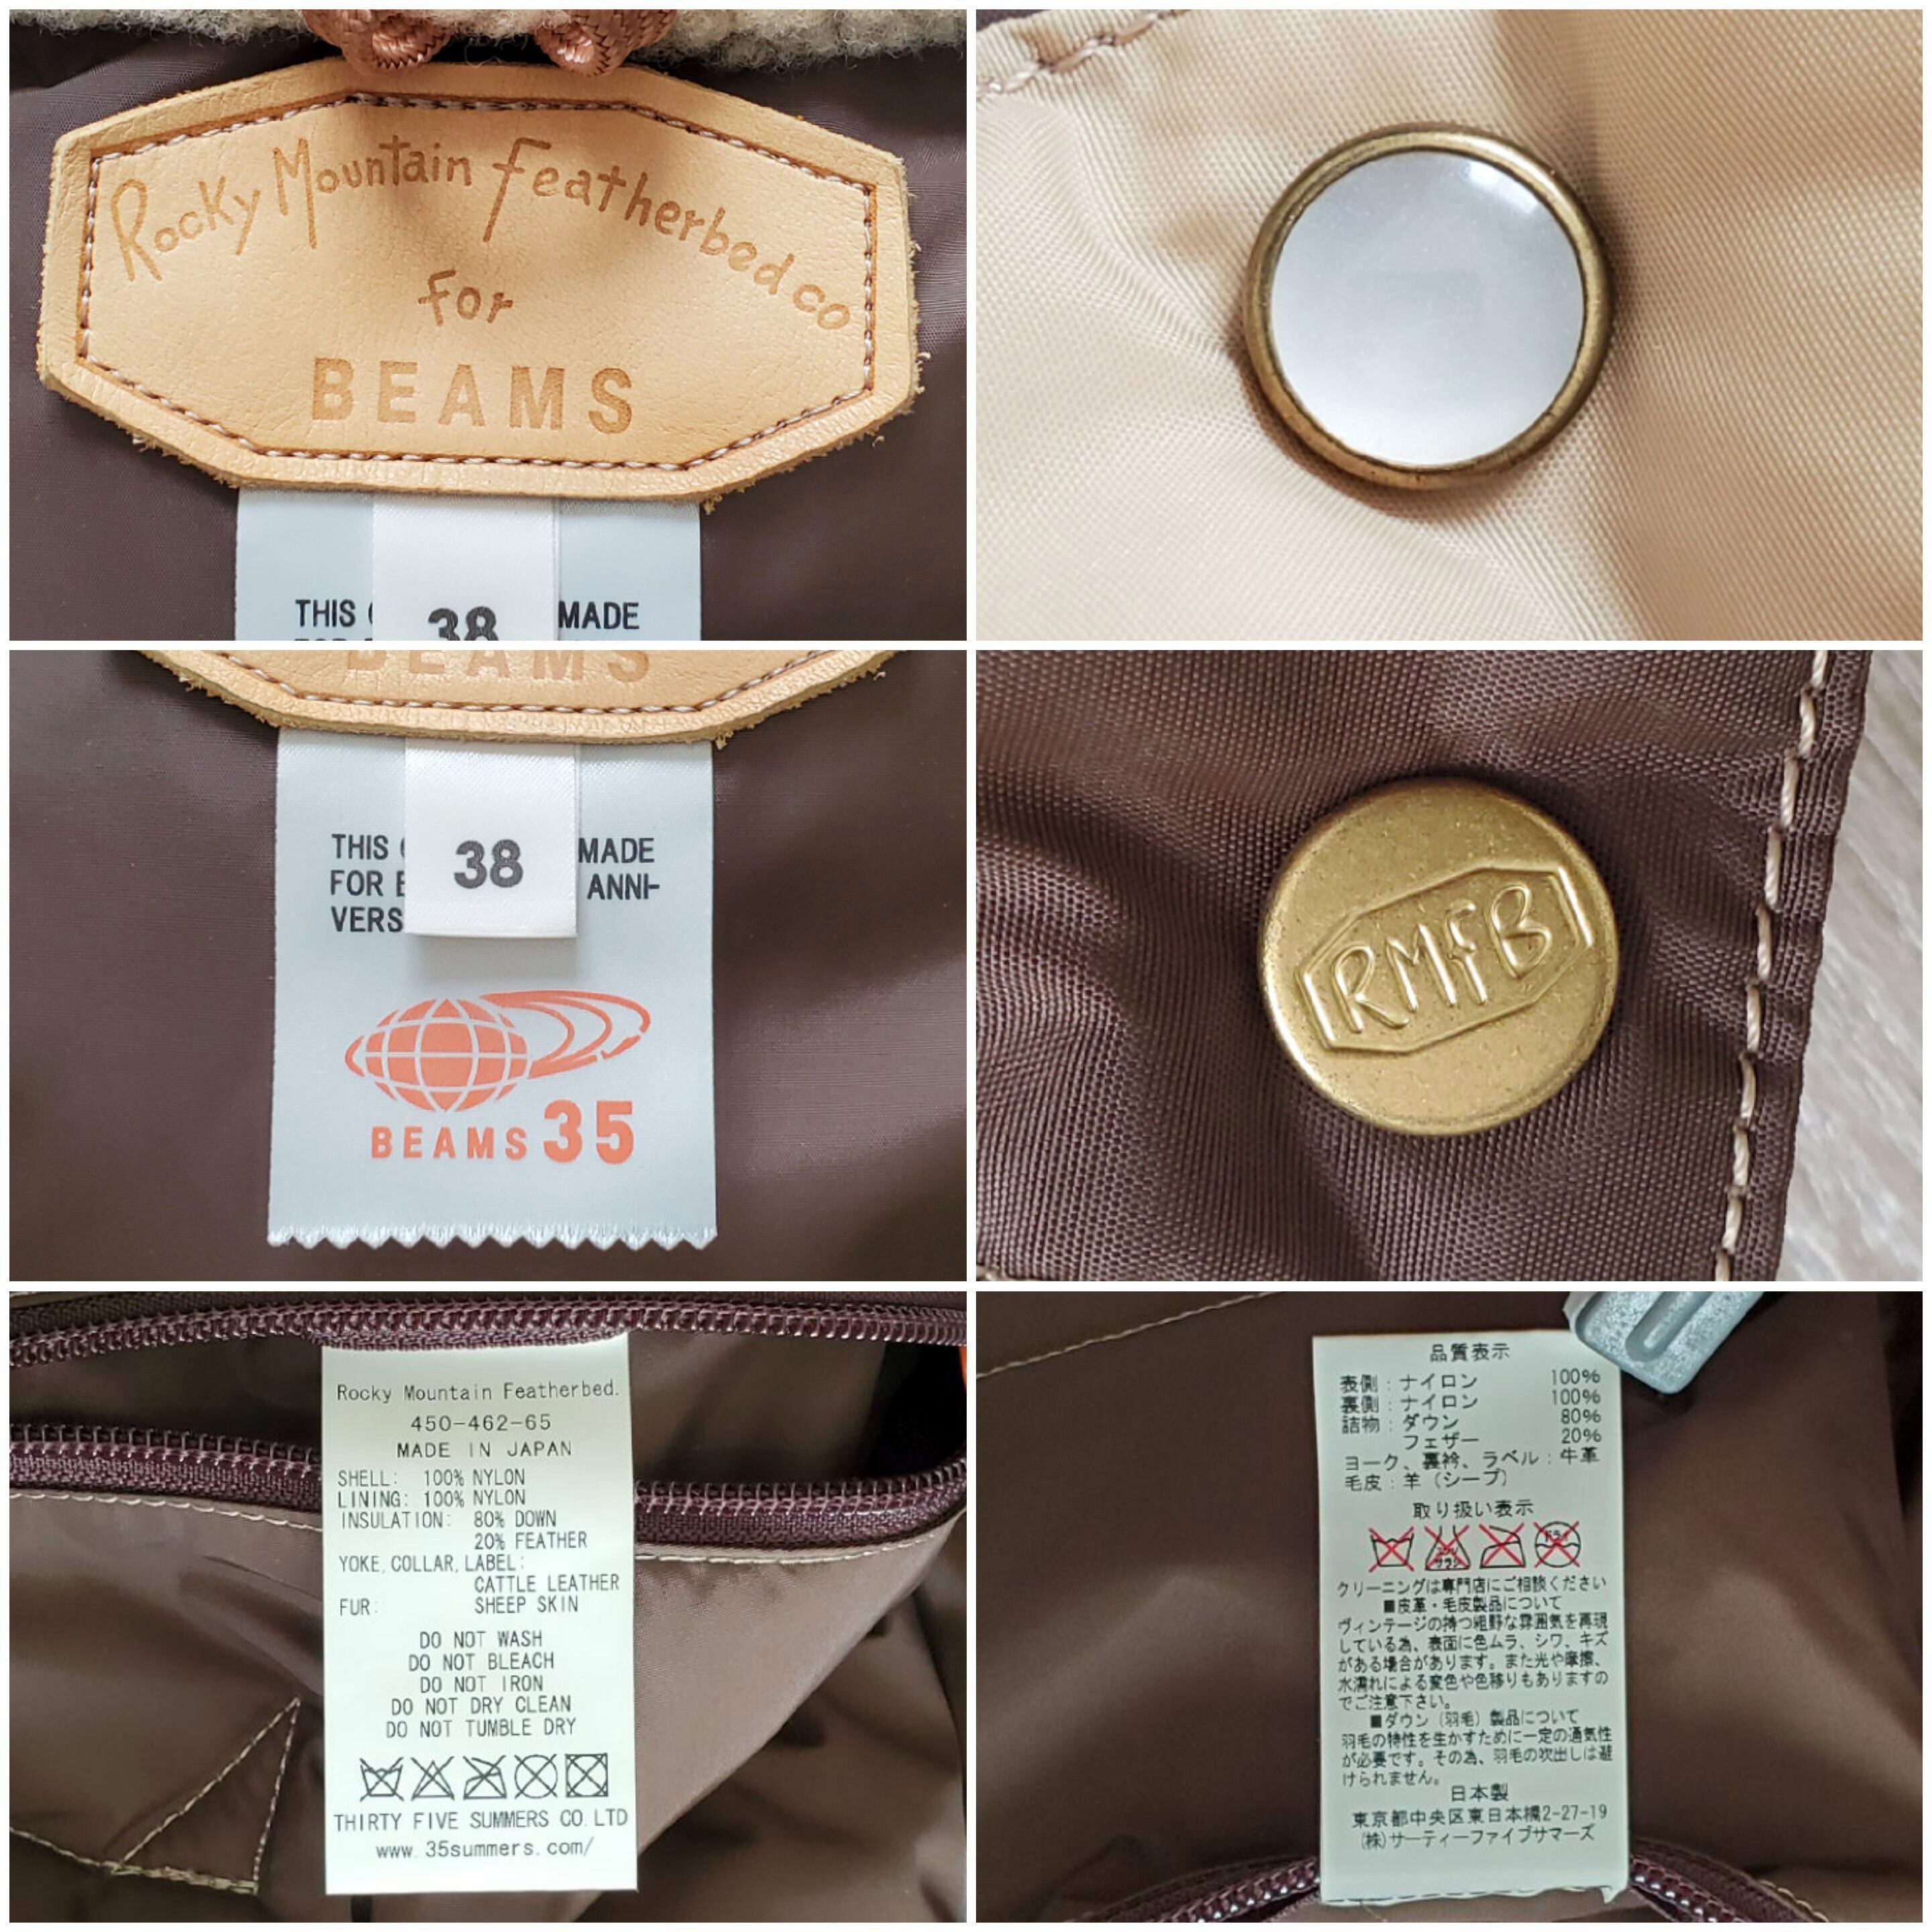 Rocky Mountain Featherbed co
for
BEAMS
THIS MADE
38
BEAMS
THIS MADE
38
FOR ANNI-
VERS
BEAMS 35
RMFB
Rocky Mountain Featherbed.
450-462-65
MADE IN JAPAN
SHELL: 100% NYLON
LINING: 100% NYLON
INSULATION: 80% DOWN
20% FEATHER
YOKE, COLLAR, LABEL:
CATTLE LEATHER
FUR: SHEEP SKIN
DO NOT WASH
DO NOT BLEACH
DO NOT IRON
DO NOT DRY CLEAN
DO NOT TUMBLE DRY
THIRTY FIVE SUMMERS CO.LTD
www.35summers.com/
品質表示
表側:ナイロン 100%
裏側:ナイロン 100%
詰物:ダウン 80%
フェザー 20%
ヨーク、裏衿、ラベル:牛革
毛皮:羊(シープ)
取り扱い表示
エンソサラシ ドライ
クリーニングは専門店にご相談ください
■皮革・毛皮製品について
ヴィンテージの持つ粗野な雰囲気を再現
している為、表面に色ムラ、シワ、キズ
がある場合があります。また光や摩擦、
水濡れによる変色や色移りもありますの
でご注意下さい。
■ダウン(羽毛)製品について
羽毛の特性を生かすために一定の通気性
が必要です。その為、羽毛の吹出しは避
けられません。
日本製
東京都中央区東日本橋2-27-19
(株)サーティーファイブサマーズ